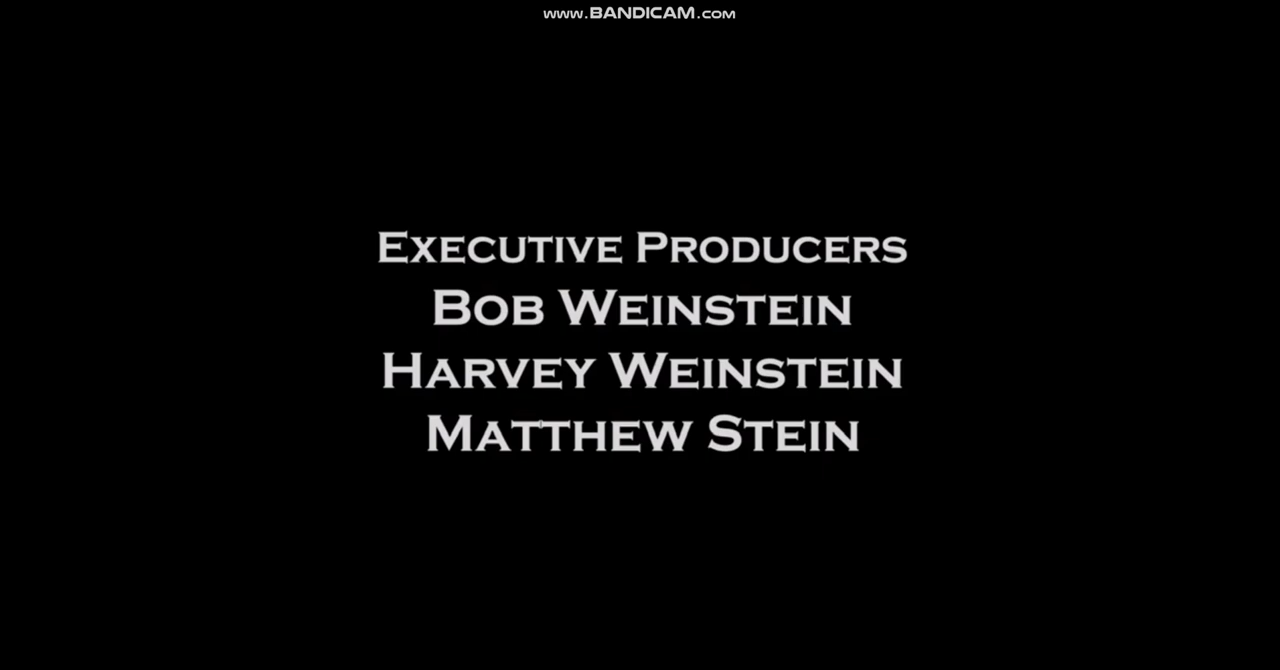 www.BANDICAM.com
Executive Producers
Bob Weinstein
Harvey Weinstein
Matthew Stein